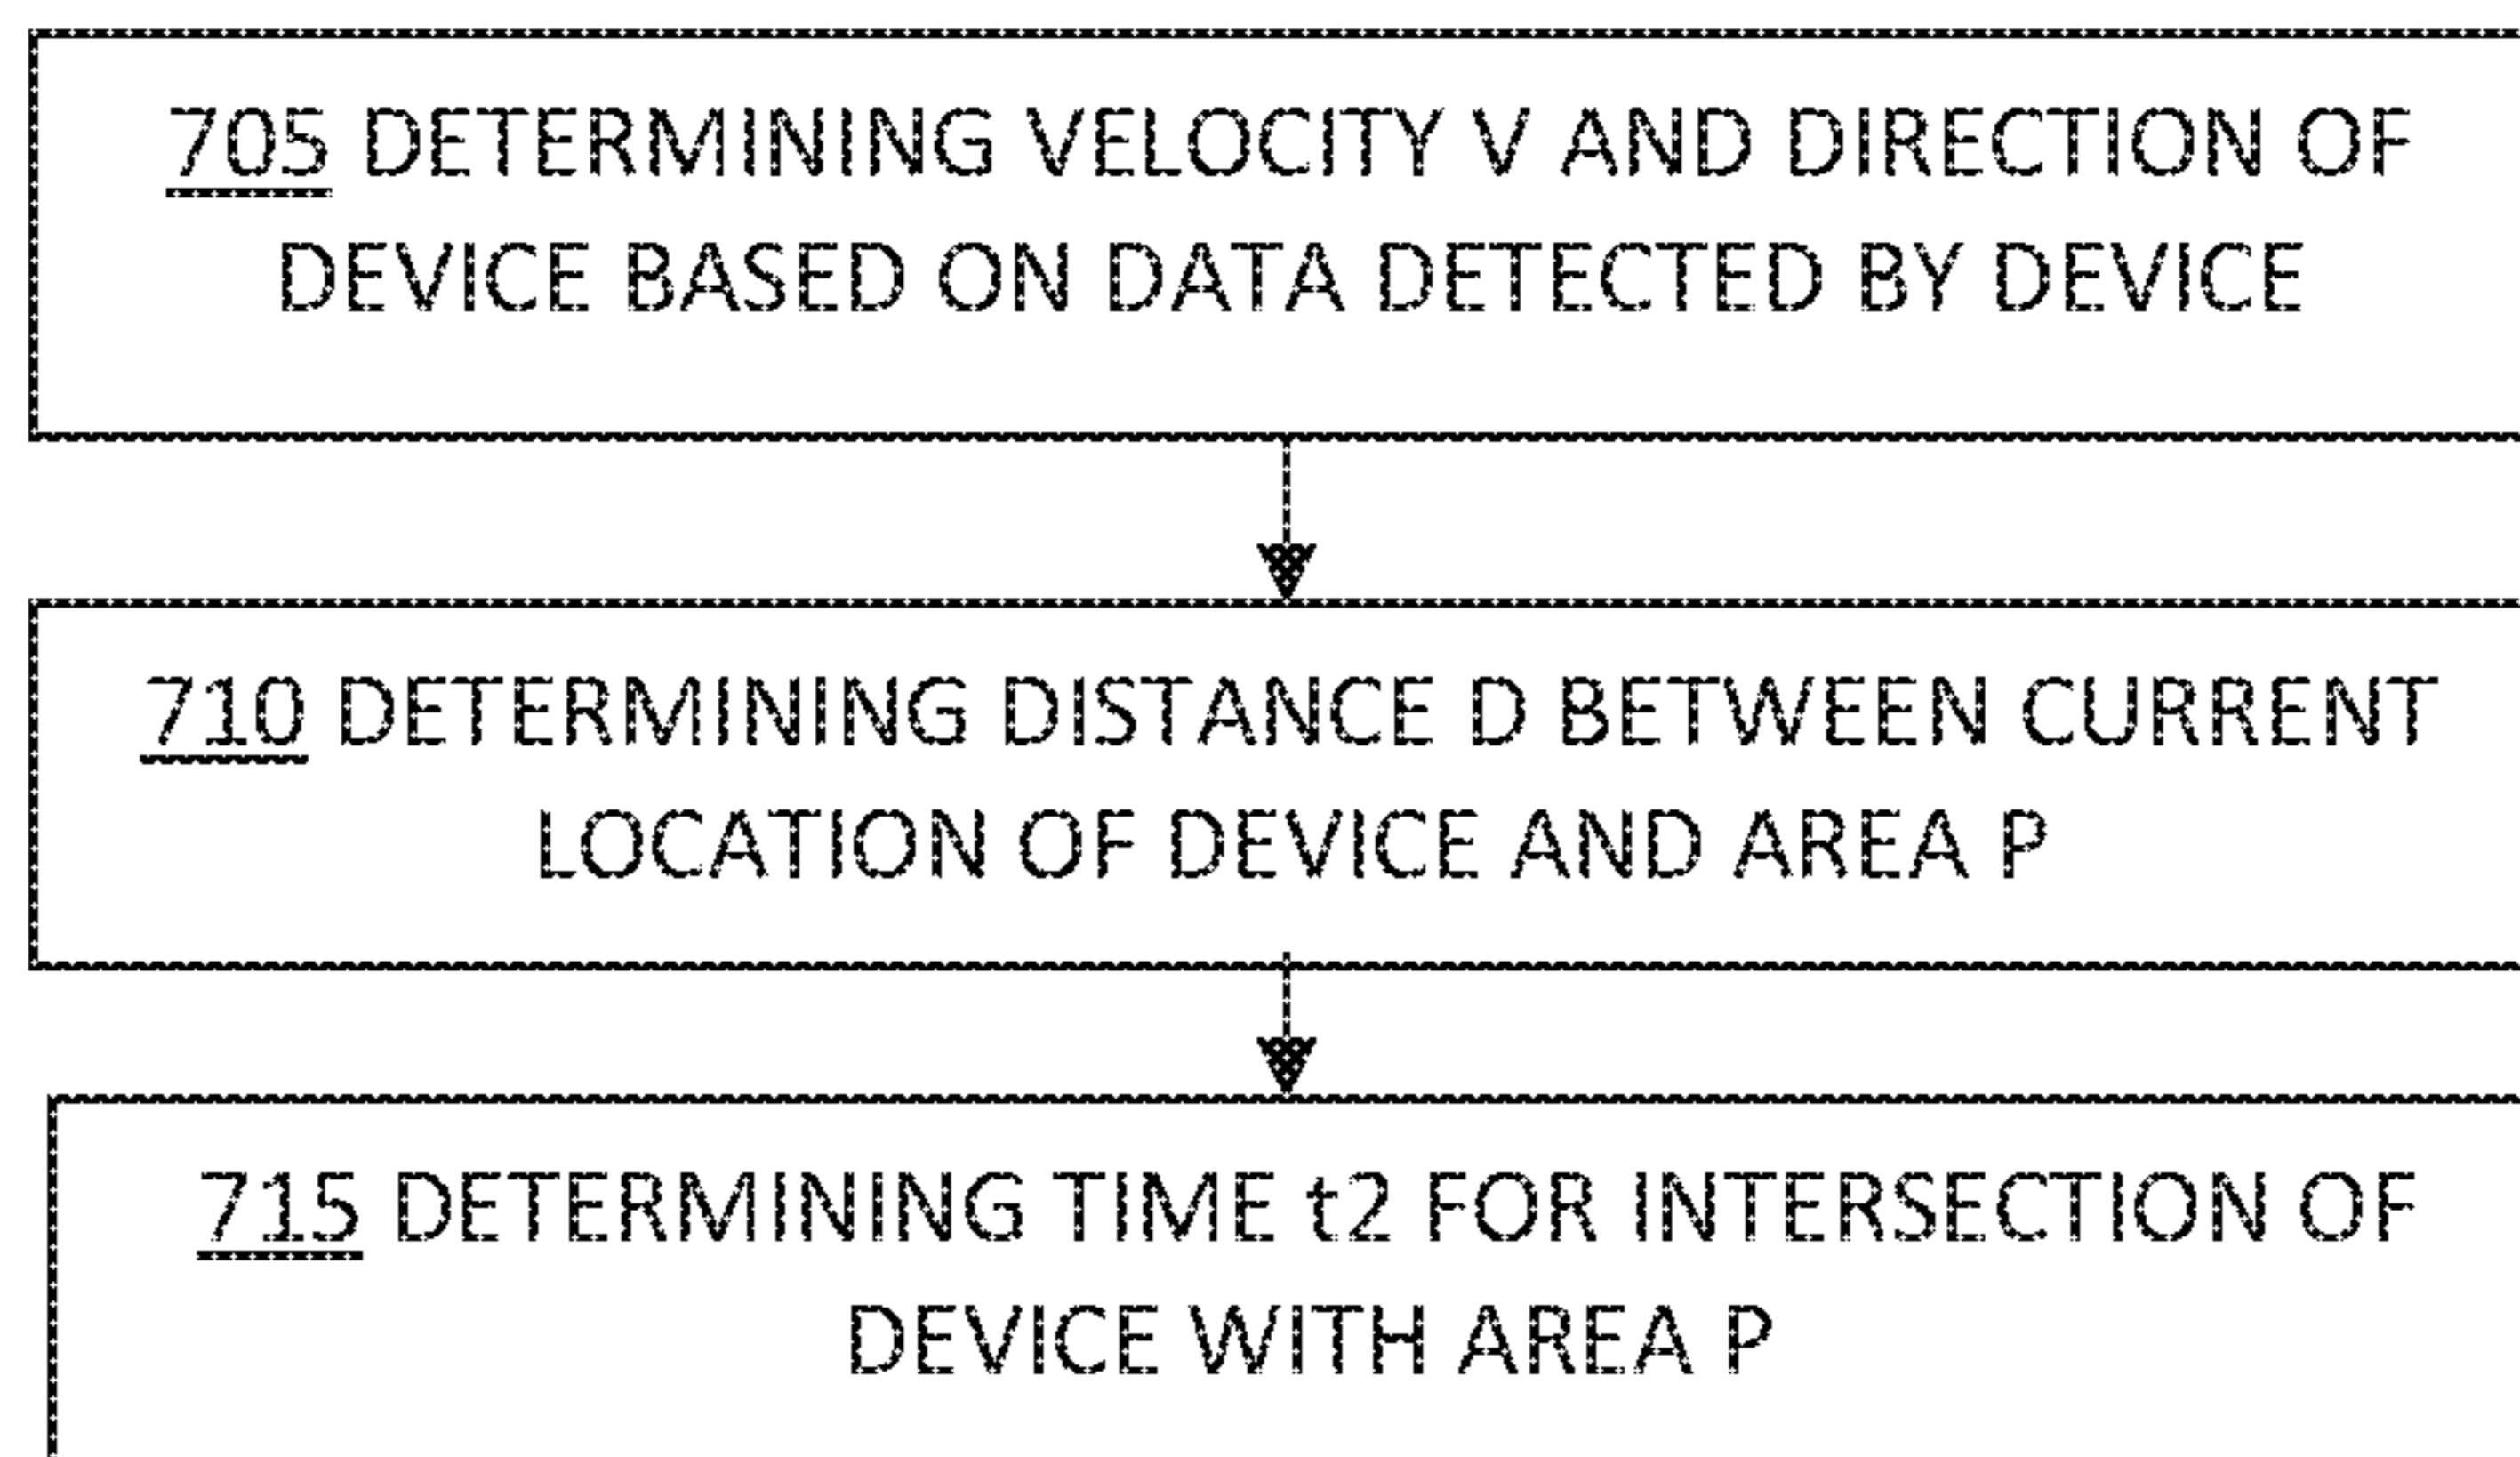 705 DETERMINING VELOCITY V AND DIRECTION OF
DEVICE BASED ON DATA DETECTED BY DEVICE
710 DETERMINING DISTANCE D BETWEEN CURRENT
LOCATION OF DEVICE AND AREA P
715 DETERMINING TIME t2 FOR INTERSECTION OF
DEVICE WITH AREA P